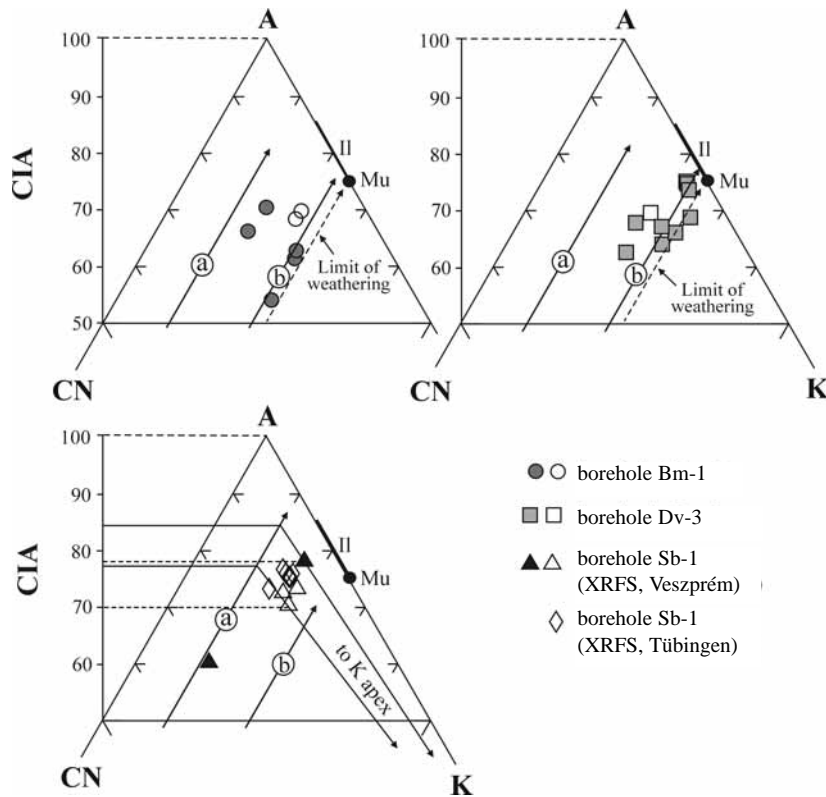 A
100
90
80
70
60
50
CIA
Il
Mu
a
b
Limit of
weathering
CN
A
100
90
80
70
60
CIA
Il
Mu
a
b
Limit of
weathering
CN
K
A
100
90
80
70
60
CIA
Il
Mu
a
b
to K apex
CN
K
borehole Bm-1
borehole Dv-3
borehole Sb-1
(XRFS, Veszprém)
borehole Sb-1
(XRFS, Tübingen)